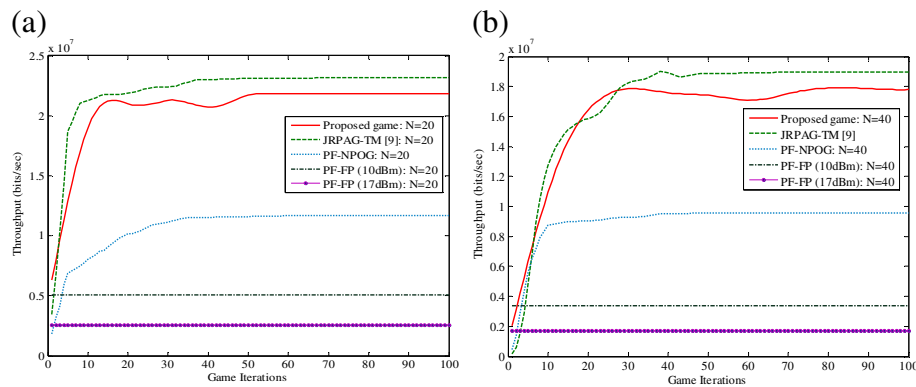 (a)
x 10^7
2.5
2
1.5
1
0.5
0
Throughput (bits/sec)
0 10 20 30 40 50 60 70 80 90 100
Game Iterations
Proposed game: N=20
JRPAG-TM [9]: N=20
PF-NPOG: N=20
PF-FP (10dBm): N=20
PF-FP (17dBm): N=20
(b)
x 10^7
2
1.8
1.6
1.4
1.2
1
0.8
0.6
0.4
0.2
0
Throughput (bits/sec)
0 10 20 30 40 50 60 70 80 90 100
Game Iterations
Proposed game: N=40
JRPAG-TM [9]
PF-NPOG: N=40
PF-FP (10dBm): N=40
PF-FP (17dBm): N=40